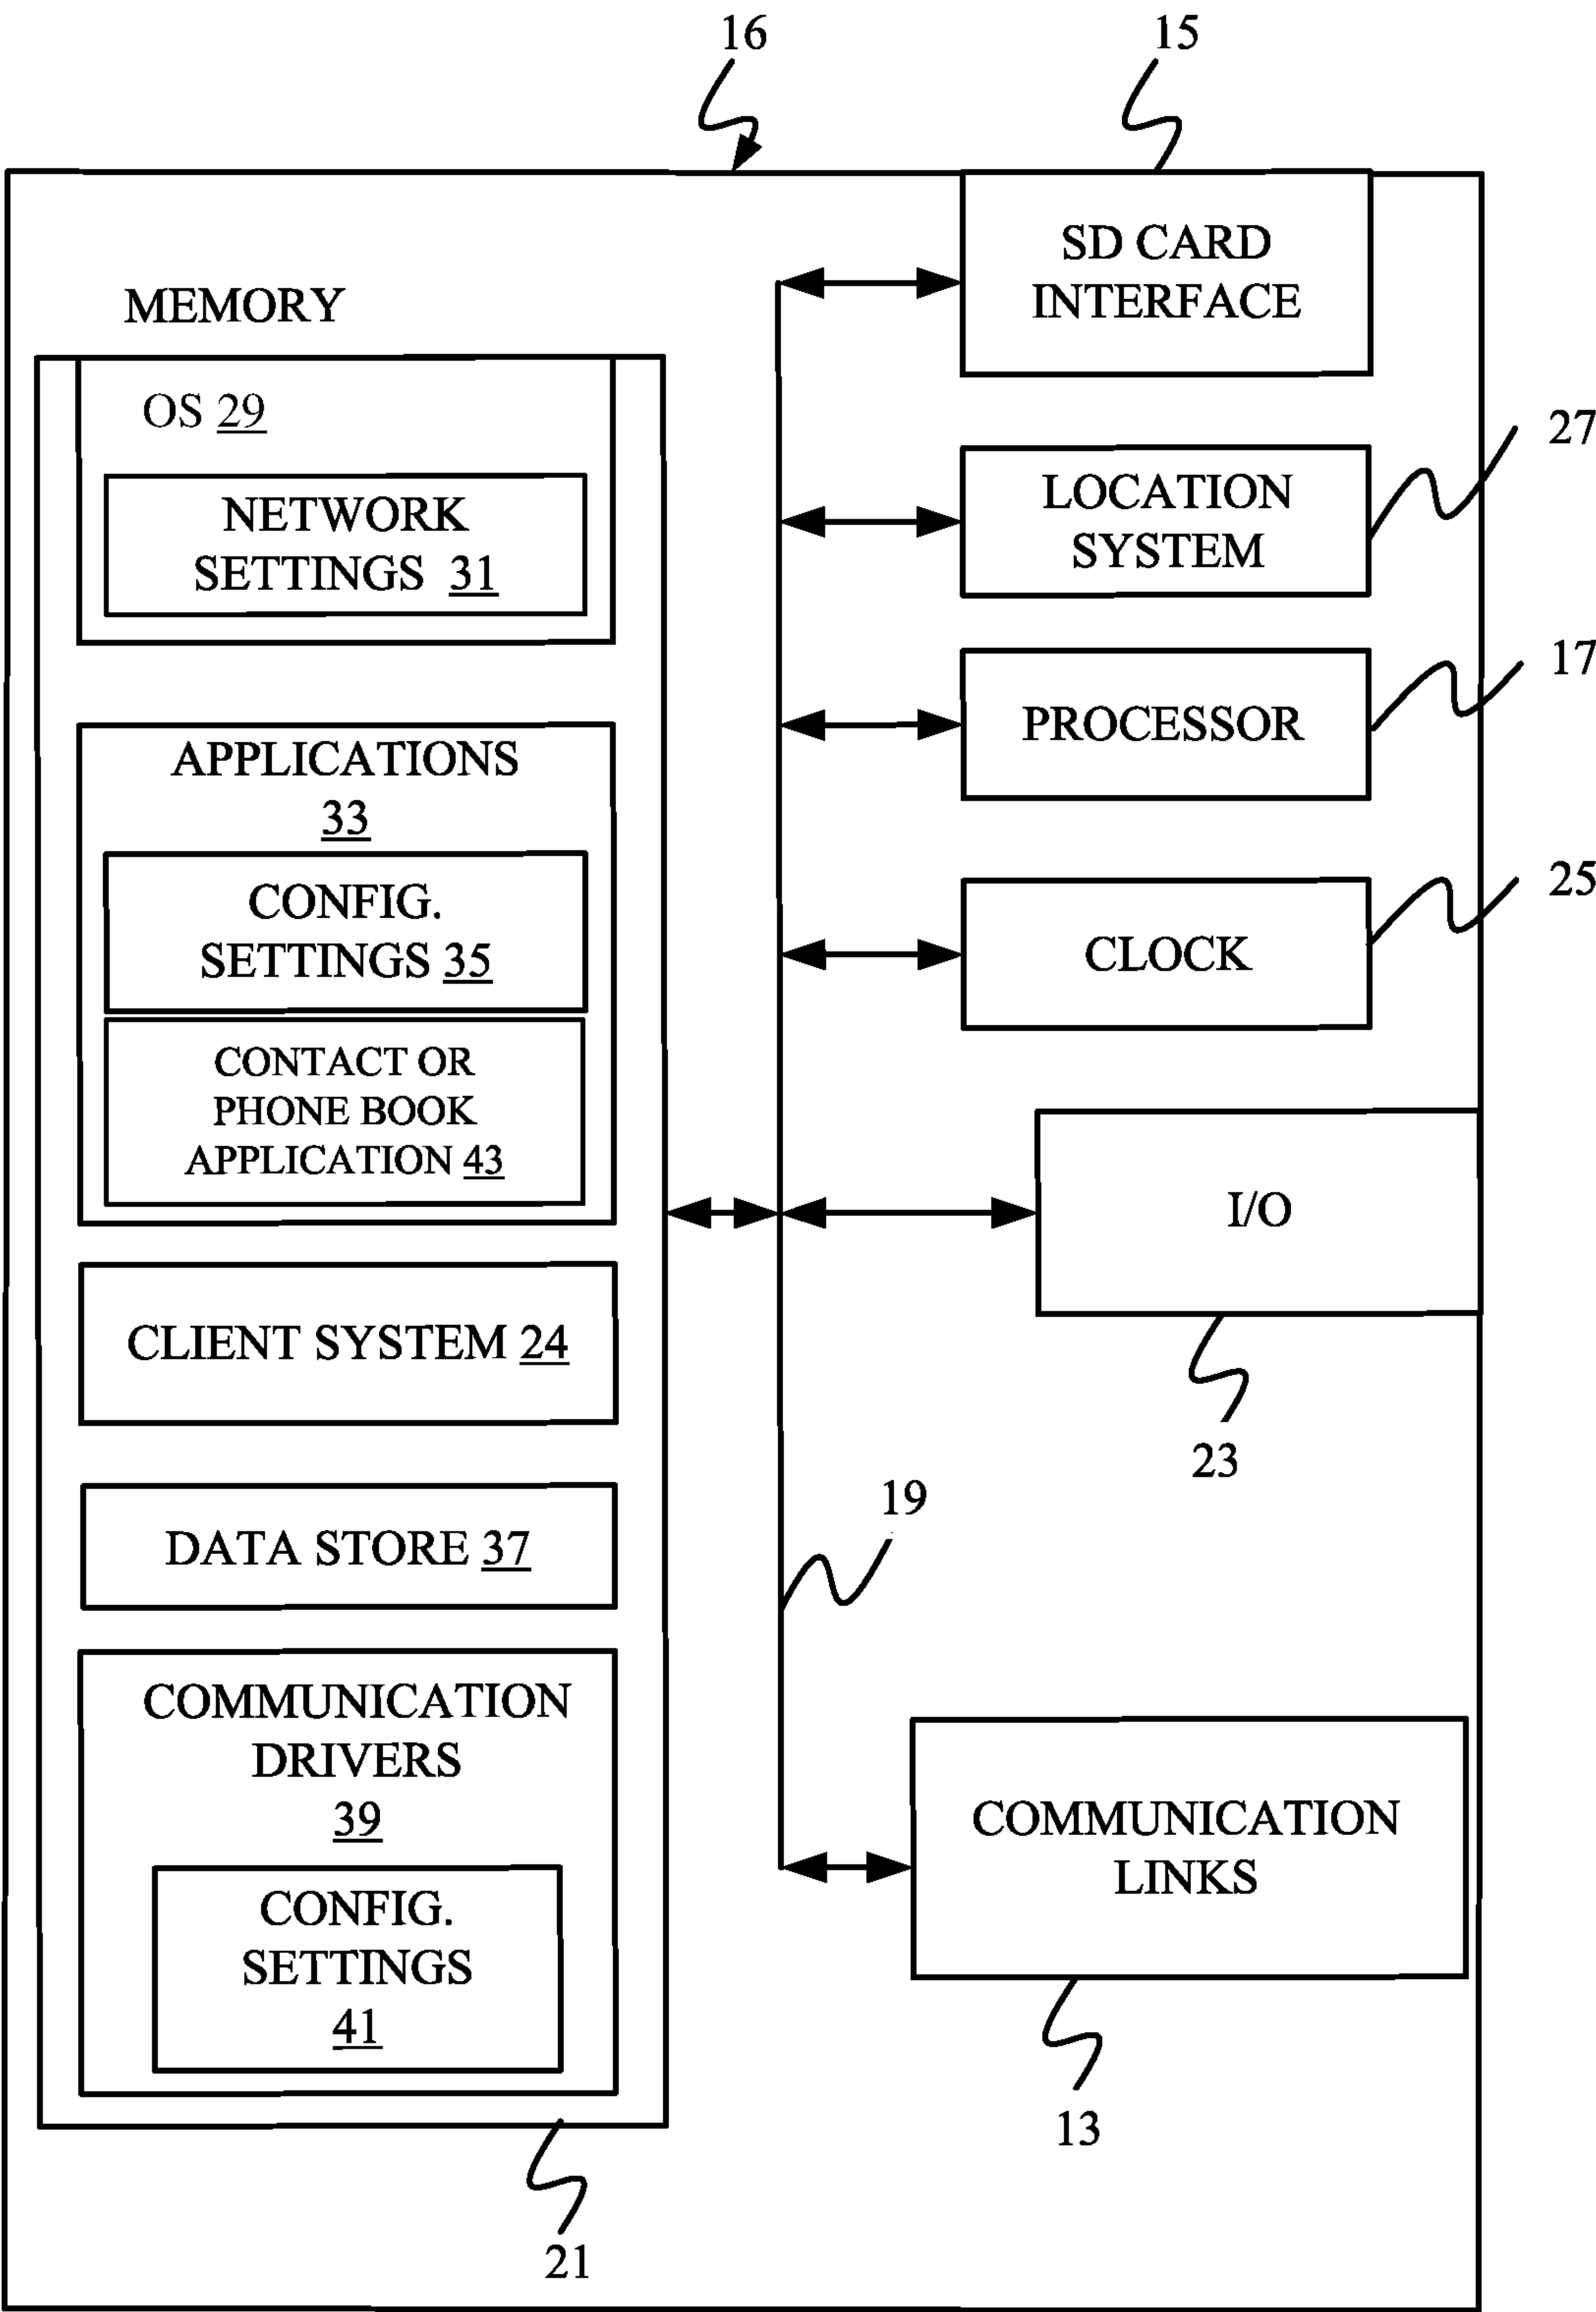 16
15
MEMORY
OS 29
NETWORK
SETTINGS 31
APPLICATIONS
33
CONFIG.
SETTINGS 35
CONTACT OR
PHONE BOOK
APPLICATION 43
CLIENT SYSTEM 24
DATA STORE 37
COMMUNICATION
DRIVERS
39
CONFIG.
SETTINGS
41
21
SD CARD
INTERFACE
LOCATION
SYSTEM
27
PROCESSOR
17
CLOCK
25
I/O
23
19
COMMUNICATION
LINKS
13